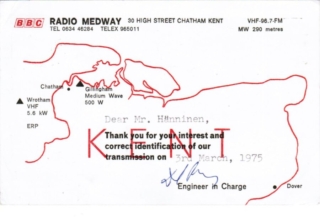 BBC RADIO MEDWAY 30 HIGH STREET CHATHAM KENT VHF-96.7-FM
TEL 0634 46284 TELEX 965011 MW 290 metres
Chatham
Gillingham
Medium Wave
500 W
Wrotham
VHF
5.6 kW
ERP
Dear Mr. Hänninen,
KENT
Thank you for your interest and
correct identification of our
transmission on 3rd March, 1975
Engineer in Charge
Dover